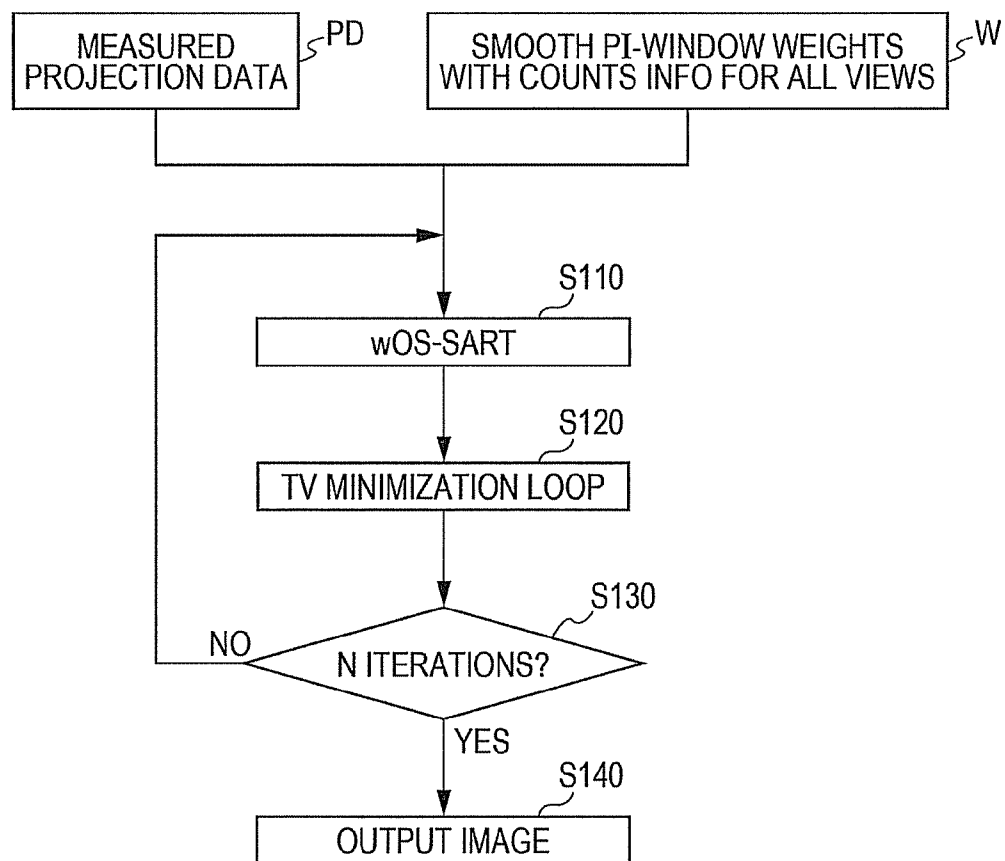 MEASURED
PROJECTION DATA
PD
SMOOTH PI-WINDOW WEIGHTS
WITH COUNTS INFO FOR ALL VIEWS
W
S110
wOS-SART
S120
TV MINIMIZATION LOOP
S130
NO
N ITERATIONS?
YES
S140
OUTPUT IMAGE